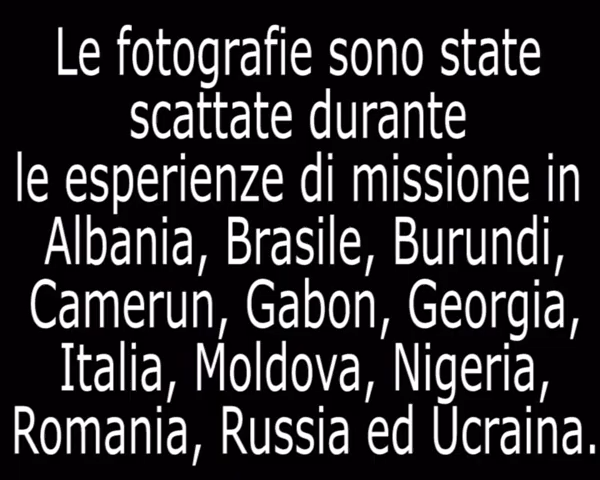 Le fotografie sono state
scattate durante
le esperienze di missione in
Albania, Brasile, Burundi,
Camerun, Gabon, Georgia,
Italia, Moldova, Nigeria,
Romania, Russia ed Ucraina.